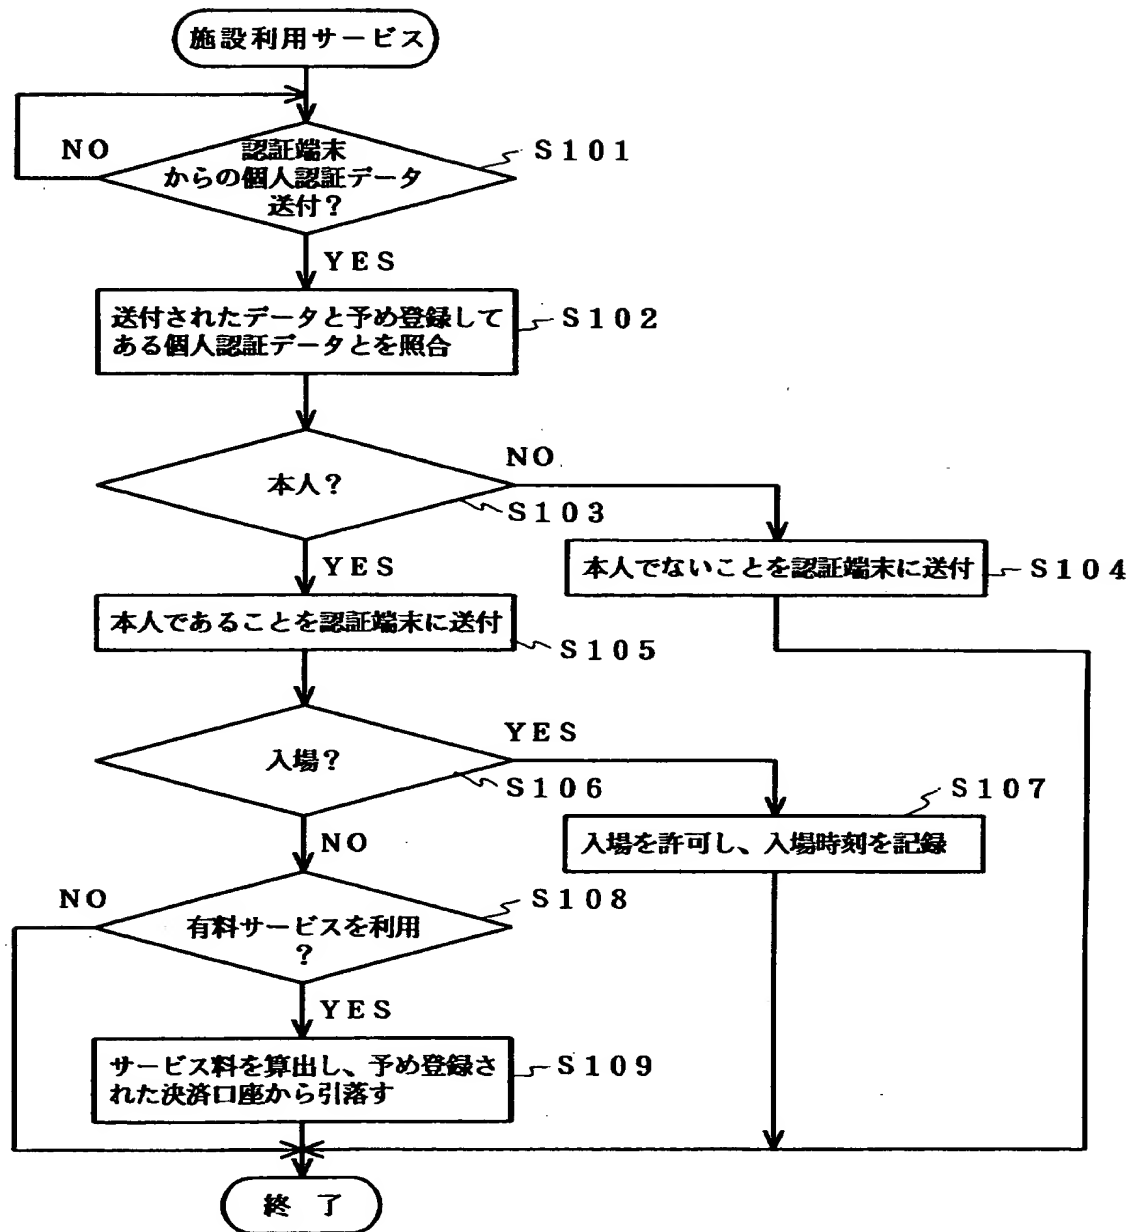 施設利用サービス
NO
認証端末
からの個人認証データ
送付?
S101
YES
送付されたデータと予め登録して
ある個人認証データとを照合
S102
本人?
NO
S103
YES
本人でないことを認証端末に送付
S104
本人であることを認証端末に送付
S105
入場?
YES
S106
S107
NO
入場を許可し、入場時刻を記録
NO
有料サービスを利用
?
S108
YES
サービス料を算出し、予め登録さ
れた決済口座から引落す
S109
終 了